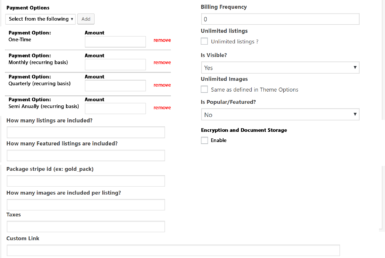 Payment Options
Select from the following
Add
Payment Option: Amount
One-Time remove
Payment Option: Amount
Monthly (recurring basis) remove
Payment Option: Amount
Quarterly (recurring basis) remove
Payment Option: Amount
Semi Anually (recurring basis) remove
How many listings are included?
How many Featured listings are included?
Package stripe id (ex: gold_pack)
How many images are included per listing?
Taxes
Custom Link
Billing Frequency
0
Unlimited listings
Unlimited listings ?
Is Visible?
Yes
Unlimited Images
Same as defined in Theme Options
Is Popular/Featured?
No
Encryption and Document Storage
Enable